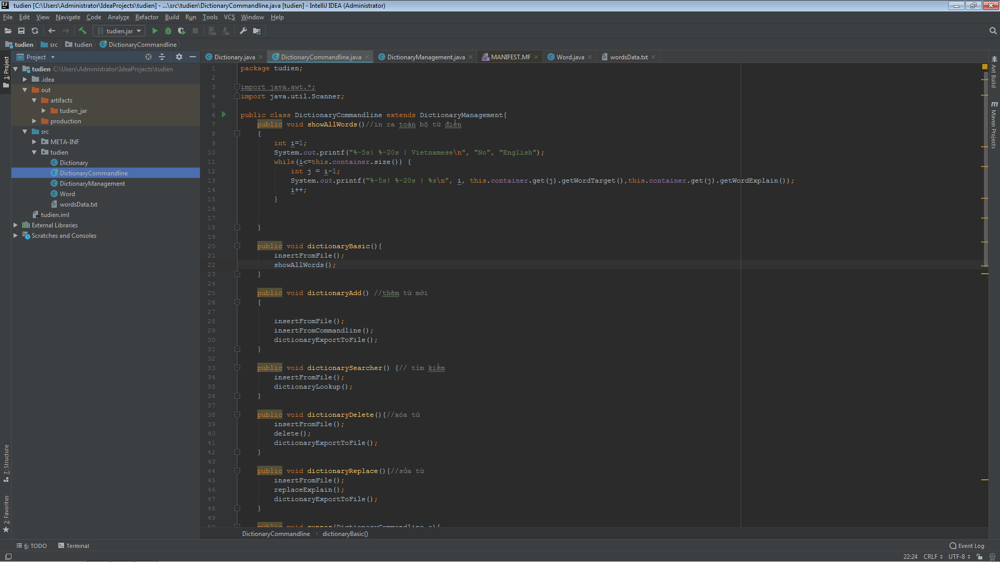 tudien [C:\Users\Administrator\IdeaProjects\tudien] - ...\src\tudien\DictionaryCommandline.java [tudien] - IntelliJ IDEA (Administrator)
File Edit View Navigate Code Analyze Refactor Build Run Tools VCS Window Help
tudien.jar
tudien src tudien DictionaryCommandline
Project
Dictionary.java DictionaryCommandline.java DictionaryManagement.java MANIFEST.MF Word.java wordsData.txt
1: Project
7: Structure
2: Favorites
tudien C:\Users\Administrator\IdeaProjects\tudien
.idea
out
artifacts
tudien_jar
production
src
META-INF
tudien
Dictionary
DictionaryCommandline
DictionaryManagement
Word
wordsData.txt
tudien.iml
External Libraries
Scratches and Consoles
1 package tudien;
2
3 import java.awt.*;
4 import java.util.Scanner;
5
6 public class DictionaryCommandline extends DictionaryManagement{
7 public void showAllWords()//in ra toàn bộ từ điển
8 {
9 int i=1;
10 System.out.printf("%-5s| %-20s | Vietnamese\n", "No", "English");
11 while(i<=this.container.size()) {
12 int j = i-1;
13 System.out.printf("%-5s| %-20s | %s\n", i, this.container.get(j).getWordTarget(),this.container.get(j).getWordExplain());
14 i++;
15 }
16
17
18 }
19
20 public void dictionaryBasic(){
21 insertFromFile();
22 showAllWords();
23 }
24
25 public void dictionaryAdd() //thêm từ mới
26 {
27
28 insertFromFile();
29 insertFromCommandline();
30 dictionaryExportToFile();
31 }
32
33 public void dictionarySearcher() {// tìm kiếm
34 insertFromFile();
35 dictionaryLookup();
36 }
37
38 public void dictionaryDelete(){//xóa từ
39 insertFromFile();
40 delete();
41 dictionaryExportToFile();
42 }
43
44 public void dictionaryReplace(){//sửa từ
45 insertFromFile();
46 replaceExplain();
47 dictionaryExportToFile();
48 }
49
50 public void runner(DictionaryCommandline a){
Ant Build
Maven Projects
DictionaryCommandline dictionaryBasic()
6: TODO Terminal Event Log
22:24 CRLF UTF-8